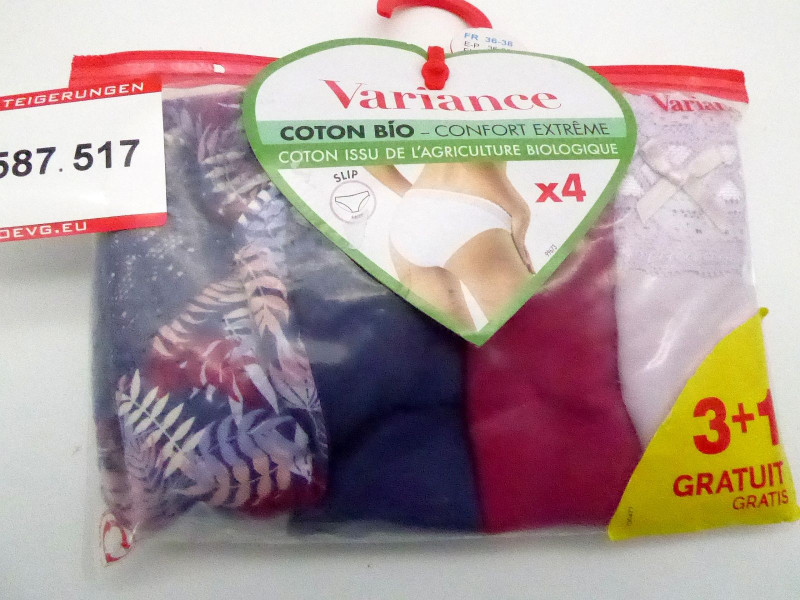 TEIGERUNGEN
587.517
DEVG.EU
FR 36-38
Variance
COTON BIO – CONFORT EXTRÊME
COTON ISSU DE L'AGRICULTURE BIOLOGIQUE
SLIP
x4
Varian
3+1
GRATUIT
GRATIS